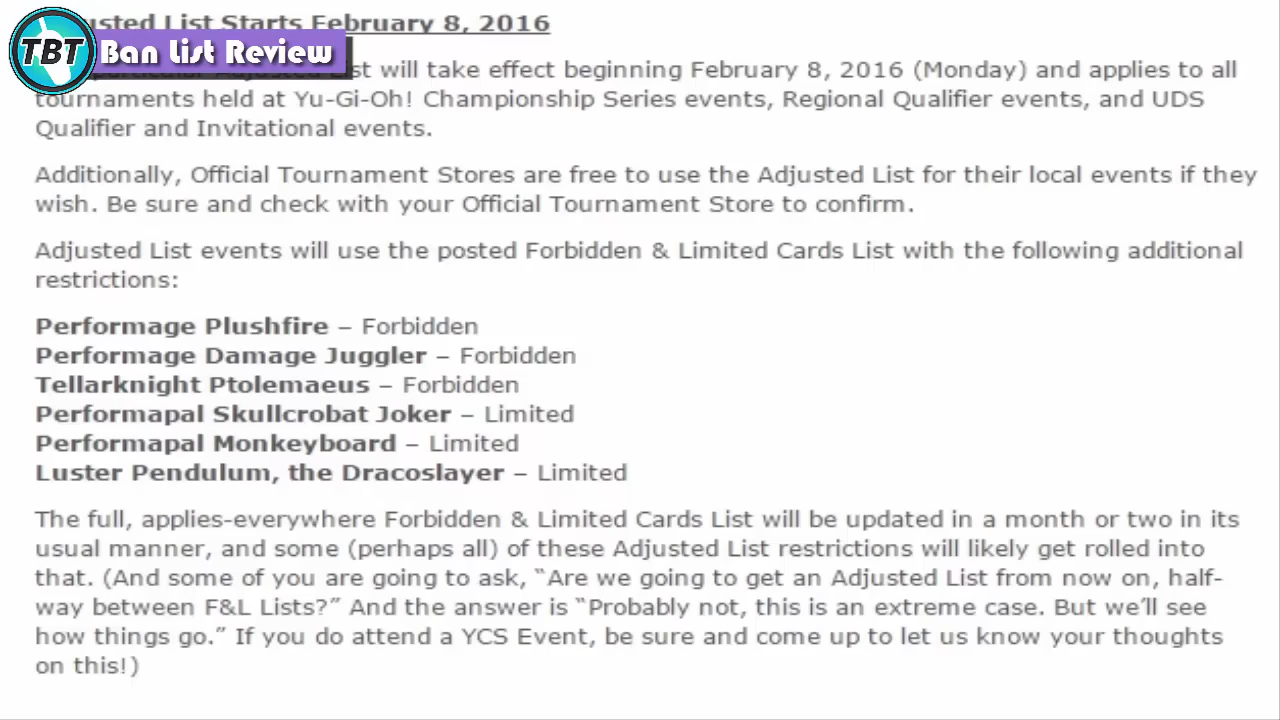 usted List Starts February 8, 2016
TBT
Ban List Review
t will take effect beginning February 8, 2016 (Monday) and applies to all
tournaments held at Yu-Gi-Oh! Championship Series events, Regional Qualifier events, and UDS
Qualifier and Invitational events.
Additionally, Official Tournament Stores are free to use the Adjusted List for their local events if they
wish. Be sure and check with your Official Tournament Store to confirm.
Adjusted List events will use the posted Forbidden & Limited Cards List with the following additional
restrictions:
Performage Plushfire – Forbidden
Performage Damage Juggler – Forbidden
Tellarknight Ptolemaeus – Forbidden
Performapal Skullcrobat Joker – Limited
Performapal Monkeyboard – Limited
Luster Pendulum, the Dracoslayer – Limited
The full, applies-everywhere Forbidden & Limited Cards List will be updated in a month or two in its
usual manner, and some (perhaps all) of these Adjusted List restrictions will likely get rolled into
that. (And some of you are going to ask, “Are we going to get an Adjusted List from now on, half-
way between F&L Lists?” And the answer is “Probably not, this is an extreme case. But we’ll see
how things go.” If you do attend a YCS Event, be sure and come up to let us know your thoughts
on this!)